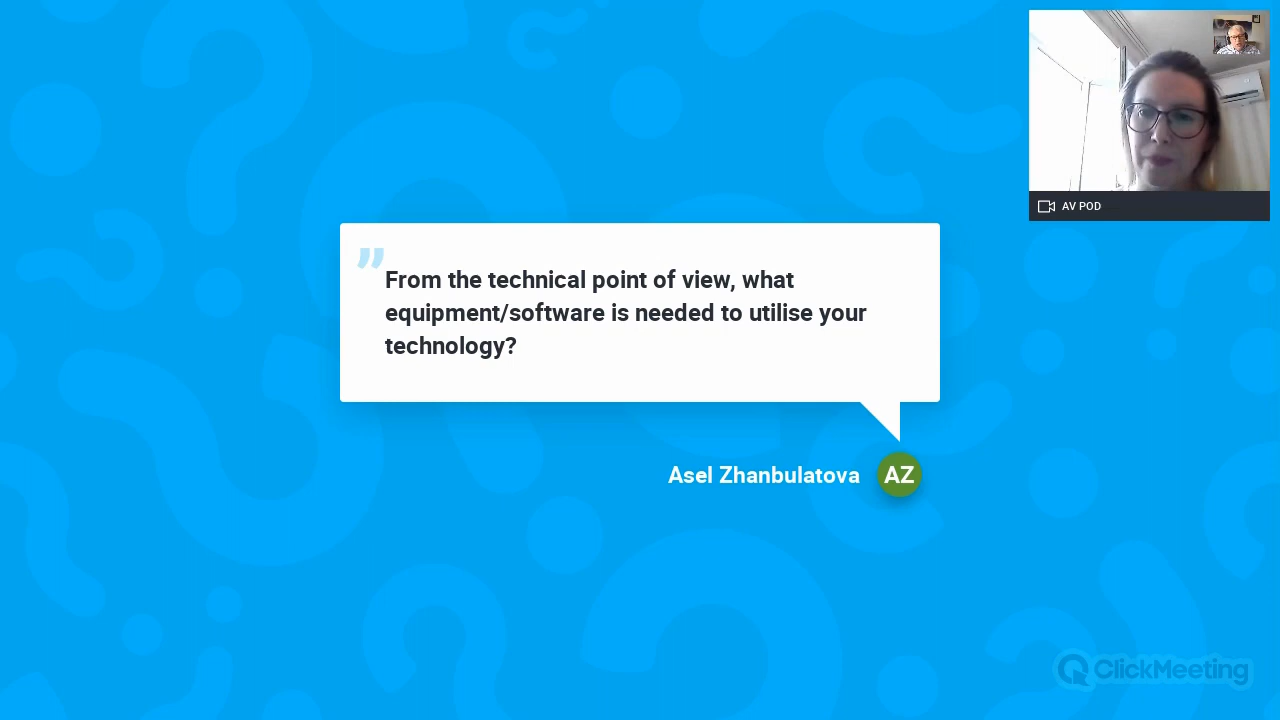 AV POD
"
From the technical point of view, what
equipment/software is needed to utilise your
technology?
Asel Zhanbulatova AZ
ClickMeeting